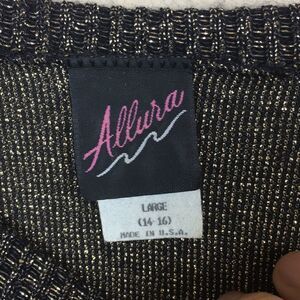 Allura
LARGE
(14-16)
MADE IN U.S.A.